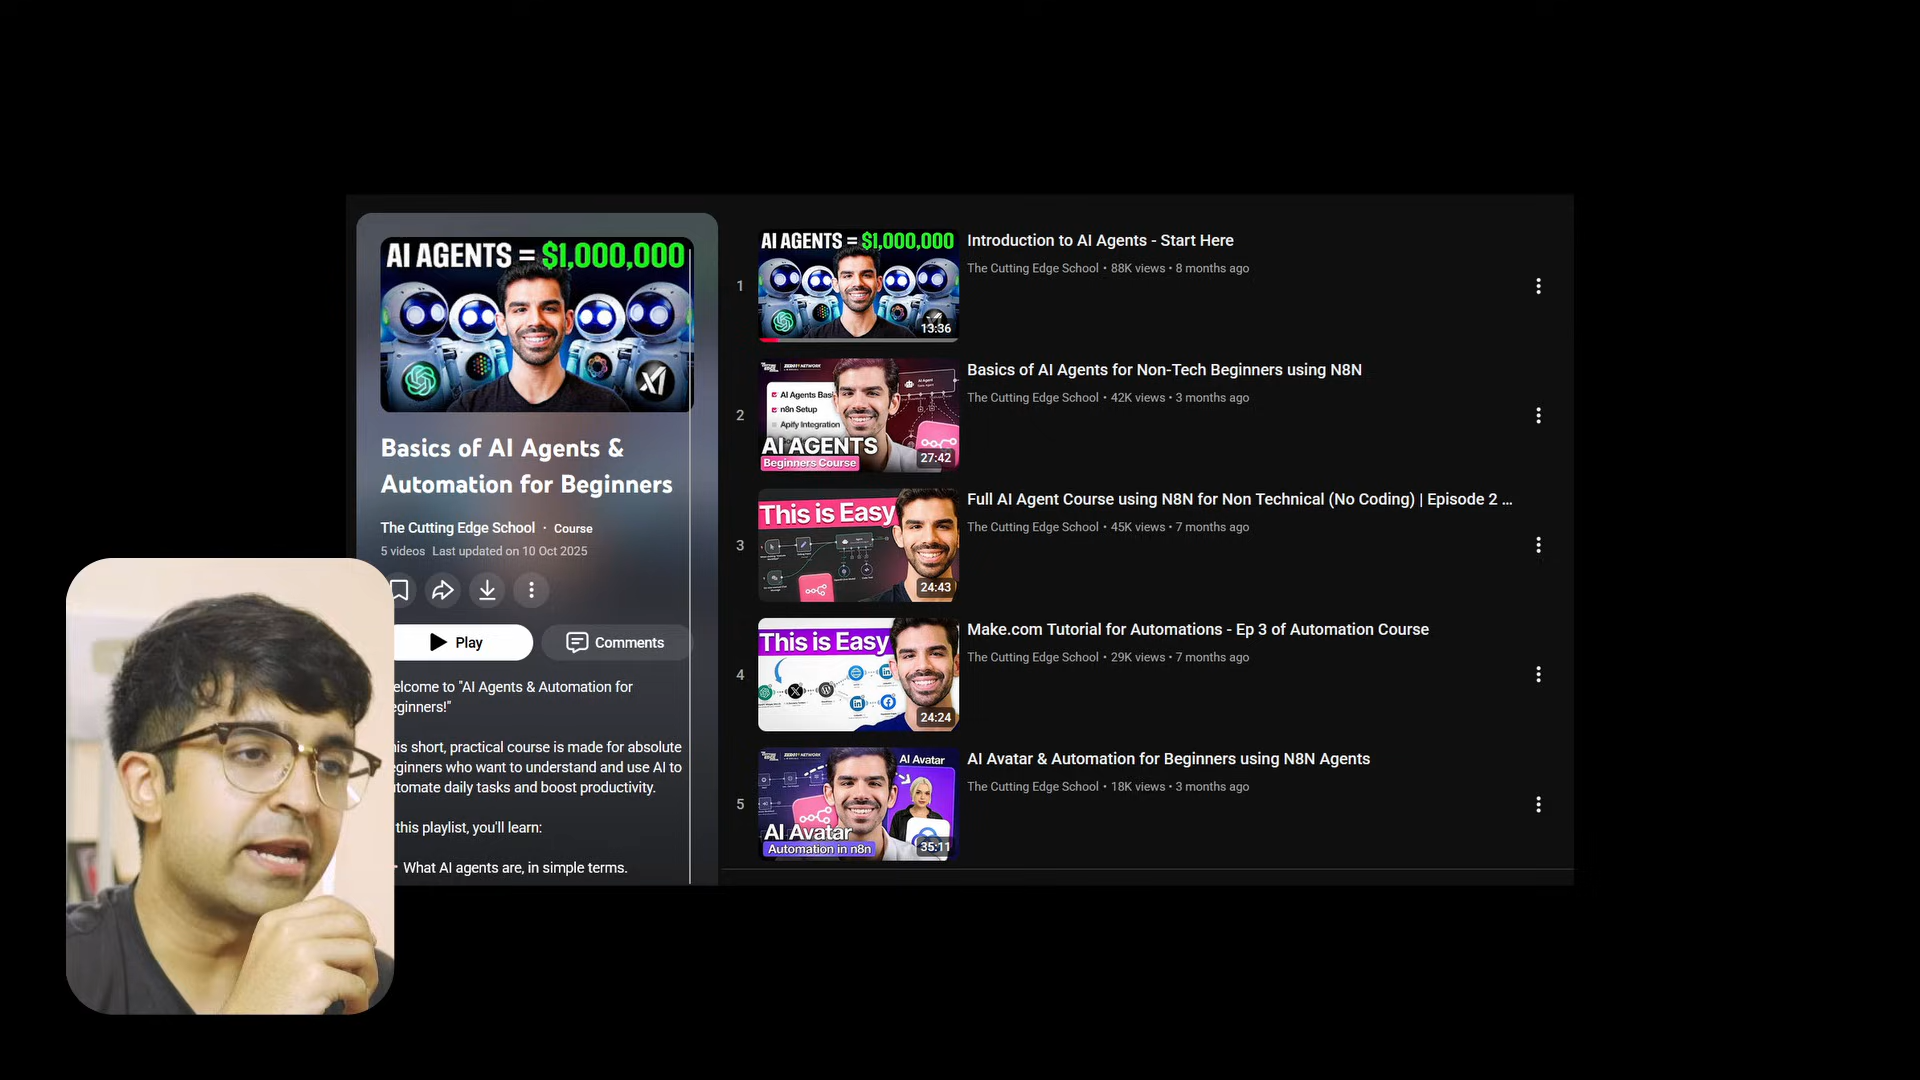 AI AGENTS = $1,000,000
Basics of AI Agents &
Automation for Beginners
The Cutting Edge School · Course
5 videos Last updated on 10 Oct 2025
Play
Comments
elcome to "AI Agents & Automation for
eginners!"
is short, practical course is made for absolute
eginners who want to understand and use AI to
tomate daily tasks and boost productivity.
this playlist, you'll learn:
What AI agents are, in simple terms.
1
AI AGENTS = $1,000,000
13:36
Introduction to AI Agents - Start Here
The Cutting Edge School • 88K views • 8 months ago
2
AI Agents Basi
n8n Setup
Apify Integration
AI Agent
AI AGENTS
Beginners Course
27:42
Basics of AI Agents for Non-Tech Beginners using N8N
The Cutting Edge School • 42K views • 3 months ago
3
This is Easy
24:43
Full AI Agent Course using N8N for Non Technical (No Coding) | Episode 2 ...
The Cutting Edge School • 45K views • 7 months ago
4
This is Easy
24:24
Make.com Tutorial for Automations - Ep 3 of Automation Course
The Cutting Edge School • 29K views • 7 months ago
5
AI Avatar
AI Avatar
Automation in n8n
35:11
AI Avatar & Automation for Beginners using N8N Agents
The Cutting Edge School • 18K views • 3 months ago